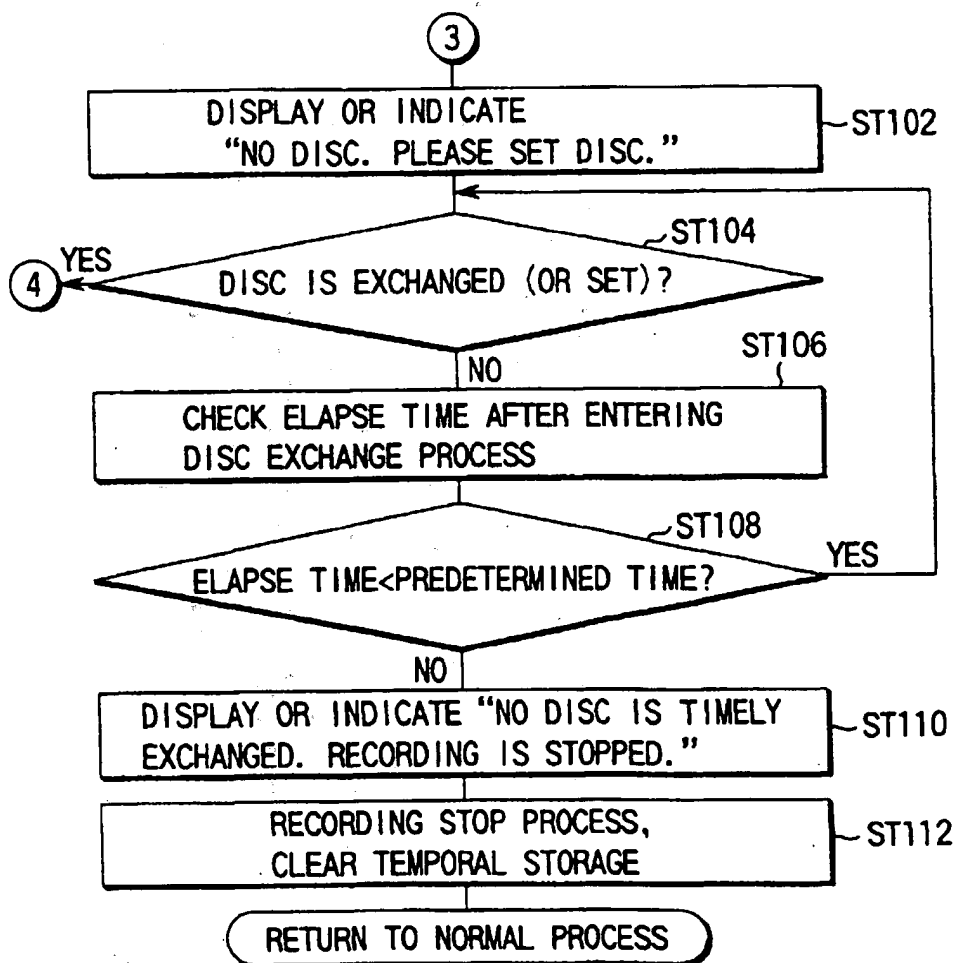 3
DISPLAY OR INDICATE
“NO DISC. PLEASE SET DISC.”
ST102
ST104
YES
4
DISC IS EXCHANGED (OR SET)?
NO
ST106
CHECK ELAPSE TIME AFTER ENTERING
DISC EXCHANGE PROCESS
ST108
YES
ELAPSE TIME<PREDETERMINED TIME?
NO
DISPLAY OR INDICATE “NO DISC IS TIMELY
EXCHANGED. RECORDING IS STOPPED.”
ST110
RECORDING STOP PROCESS,
CLEAR TEMPORAL STORAGE
ST112
RETURN TO NORMAL PROCESS